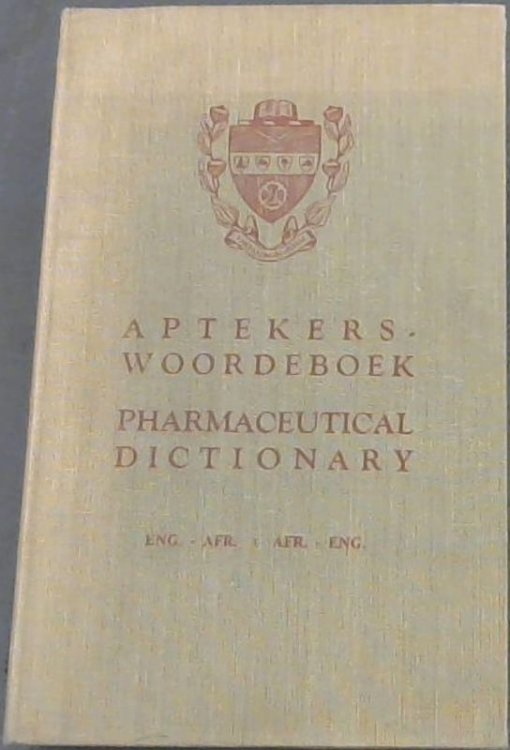 APTEKERS-
WOORDEBOEK
PHARMACEUTICAL
DICTIONARY
ENG. - AFR. : AFR. - ENG.